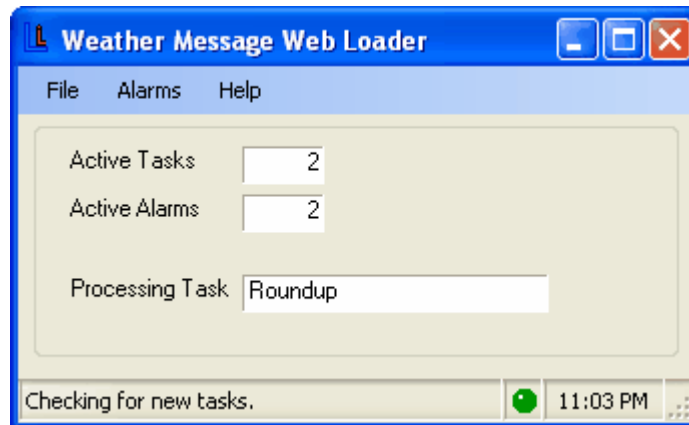 Weather Message Web Loader
File Alarms Help
Active Tasks 2
Active Alarms 2
Processing Task Roundup
Checking for new tasks. 11:03 PM